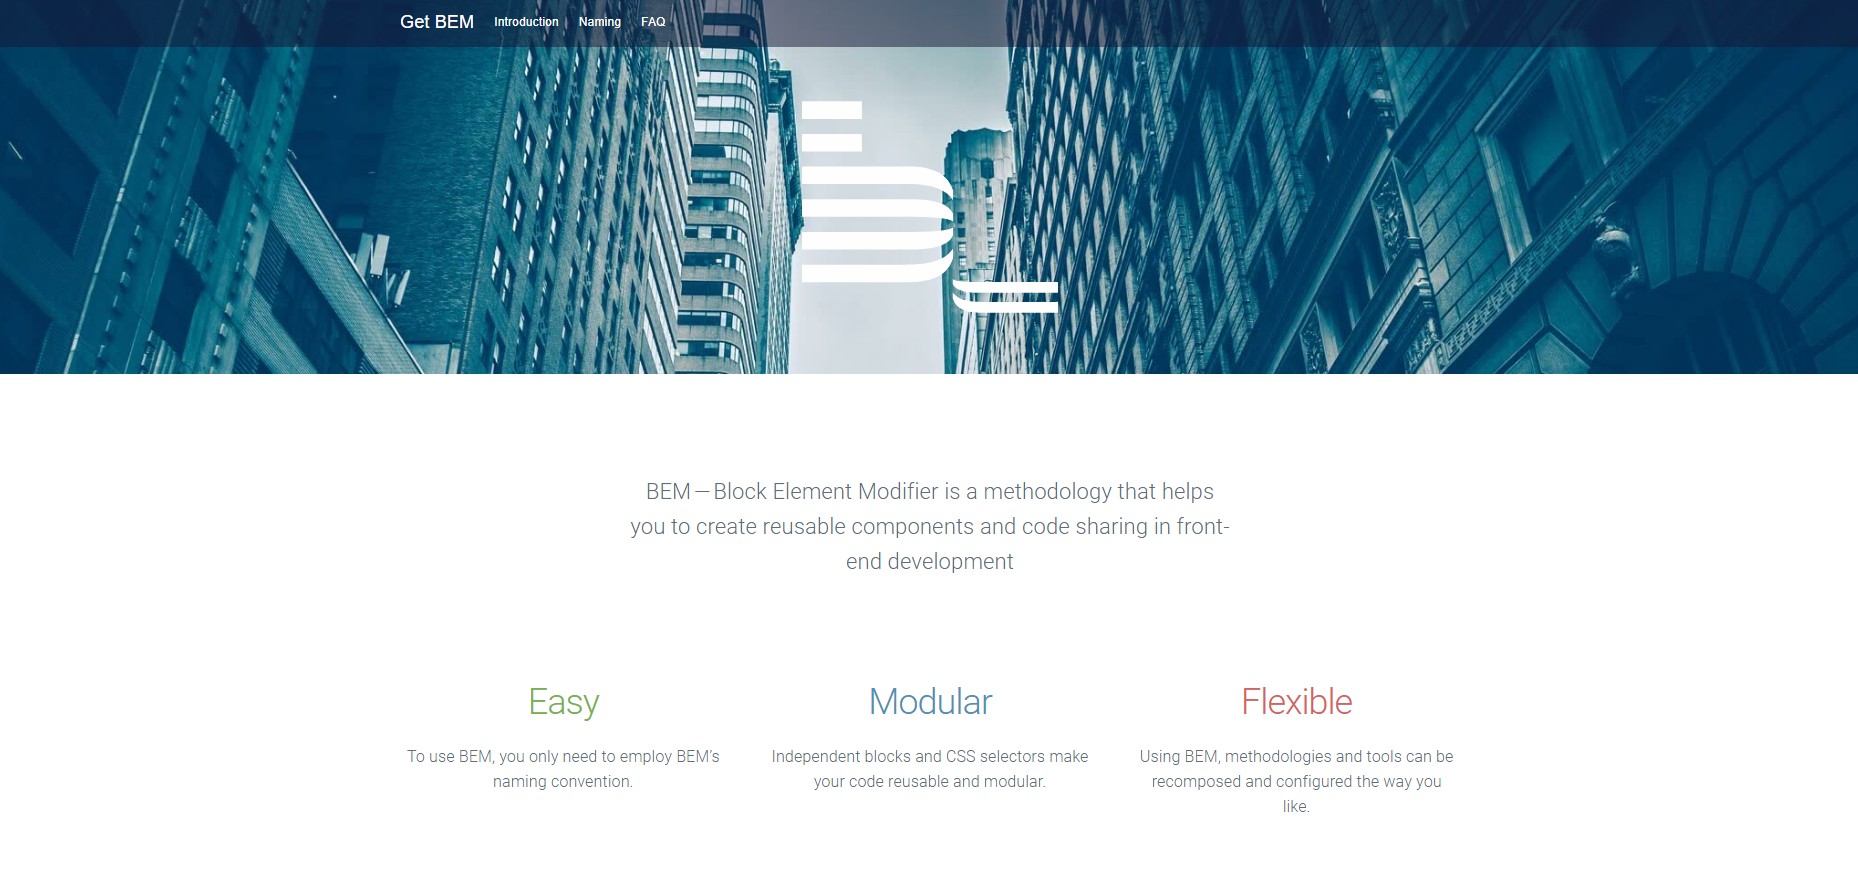 Get BEM Introduction Naming FAQ
BEM — Block Element Modifier is a methodology that helps
you to create reusable components and code sharing in front-
end development
Easy
To use BEM, you only need to employ BEM’s
naming convention.
Modular
Independent blocks and CSS selectors make
your code reusable and modular.
Flexible
Using BEM, methodologies and tools can be
recomposed and configured the way you
like.